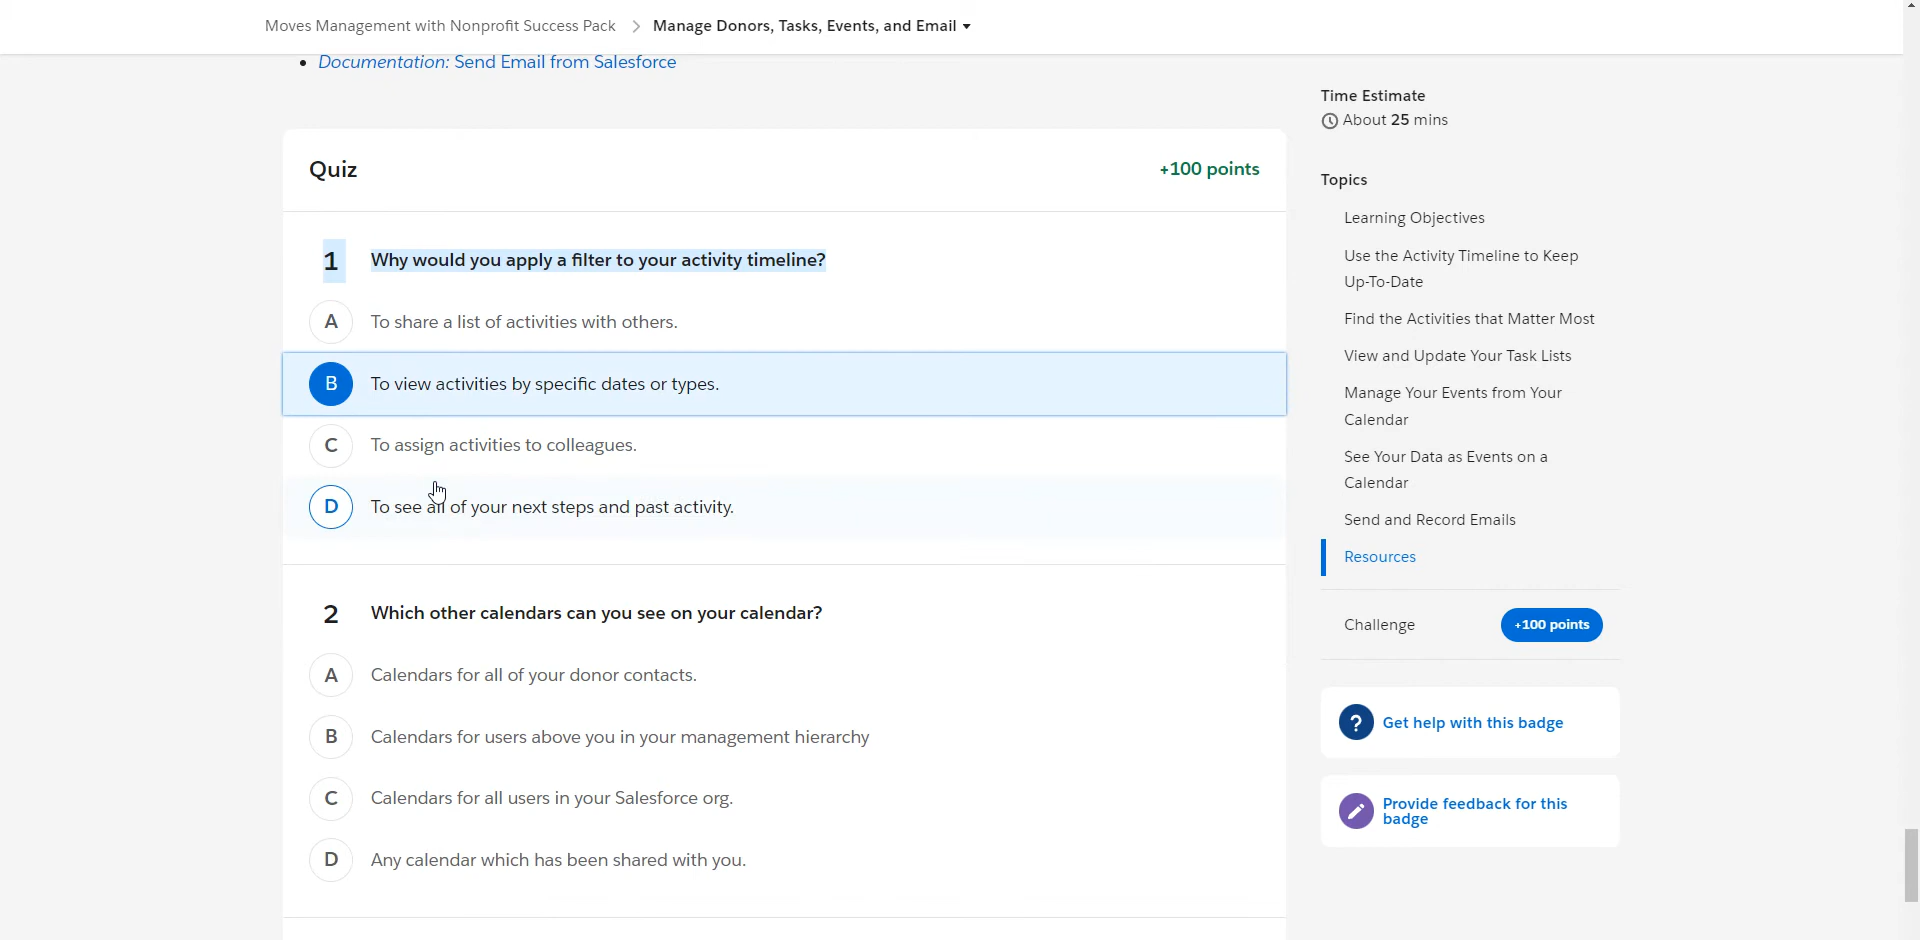 Moves Management with Nonprofit Success Pack
Manage Donors, Tasks, Events, and Email
Documentation: Send Email from Salesforce
Quiz
+100 points
1
Why would you apply a filter to your activity timeline?
A
To share a list of activities with others.
B
To view activities by specific dates or types.
C
To assign activities to colleagues.
D
To see all of your next steps and past activity.
2
Which other calendars can you see on your calendar?
A
Calendars for all of your donor contacts.
B
Calendars for users above you in your management hierarchy
C
Calendars for all users in your Salesforce org.
D
Any calendar which has been shared with you.
Time Estimate
About 25 mins
Topics
Learning Objectives
Use the Activity Timeline to Keep
Up-To-Date
Find the Activities that Matter Most
View and Update Your Task Lists
Manage Your Events from Your
Calendar
See Your Data as Events on a
Calendar
Send and Record Emails
Resources
Challenge
+100 points
?
Get help with this badge
Provide feedback for this
badge